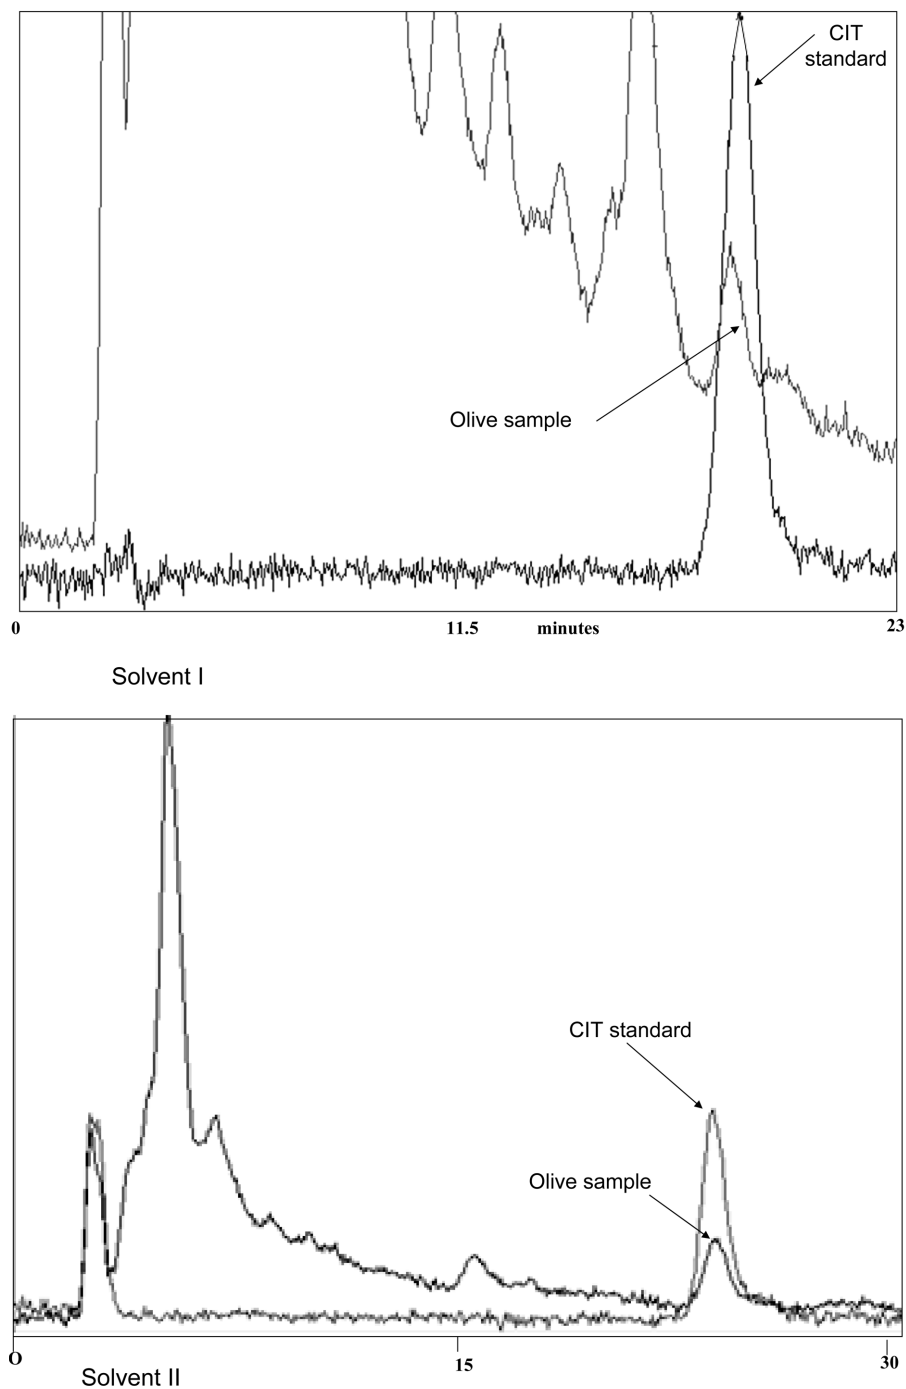 CIT
standard
Olive sample
0 11.5 minutes 23
Solvent I
CIT standard
Olive sample
O 15 30
Solvent II